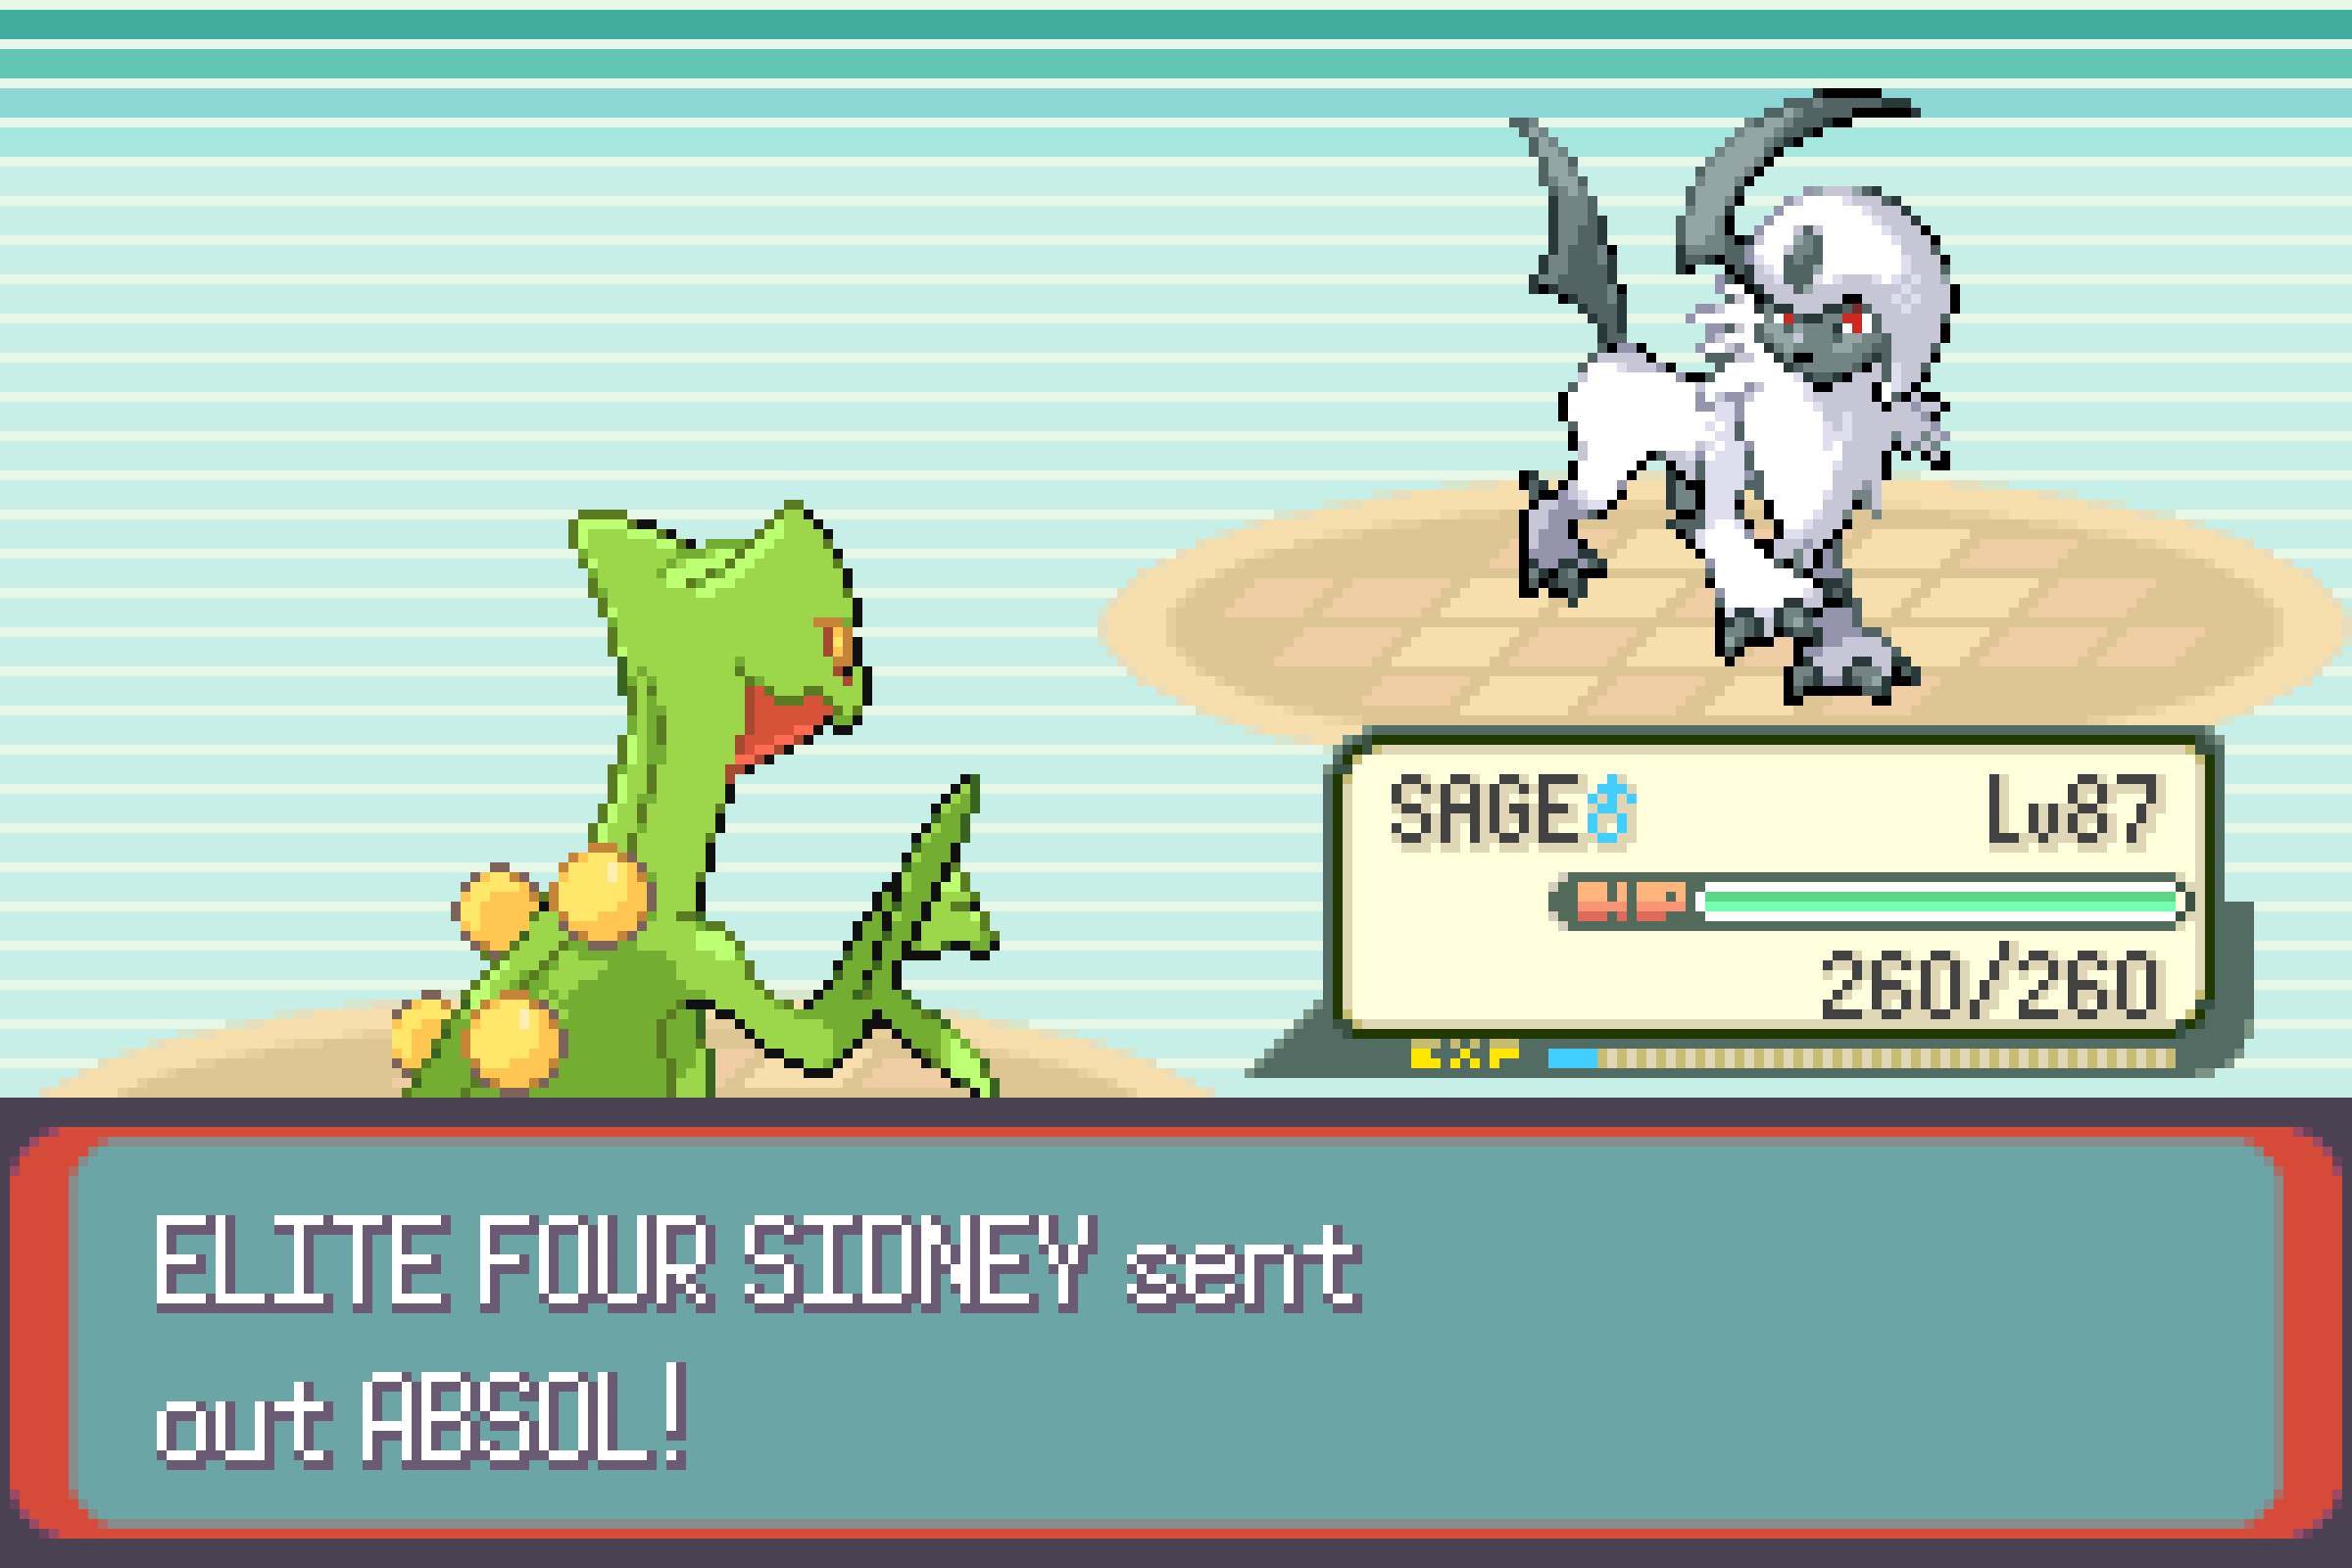 SAGE♂ Lv87
HP
260/260
EXP
ELITE FOUR SIDNEY sent
out ABSOL!